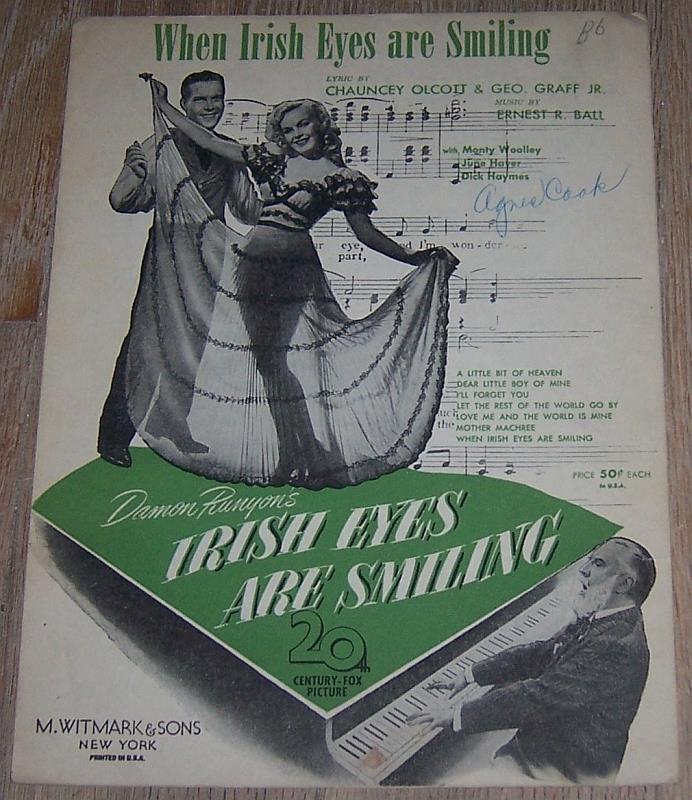 When Irish Eyes are Smiling
B6
LYRIC BY
CHAUNCEY OLCOTT & GEO. GRAFF JR.
MUSIC BY
ERNEST R. BALL
with, Monty Woolley
June Haver
Dick Haymes
Agnes Cook
eye, and I'm won-der-
part,
A LITTLE BIT OF HEAVEN
DEAR LITTLE BOY OF MINE
I'LL FORGET YOU
LET THE REST OF THE WORLD GO BY
LOVE ME AND THE WORLD IS MINE
MOTHER MACHREE
WHEN IRISH EYES ARE SMILING
the
PRICE 50¢ EACH
In U.S.A.
Damon Runyon's
IRISH EYES
ARE SMILING
20th
CENTURY-FOX
PICTURE
M. WITMARK & SONS
NEW YORK
PRINTED IN U.S.A.